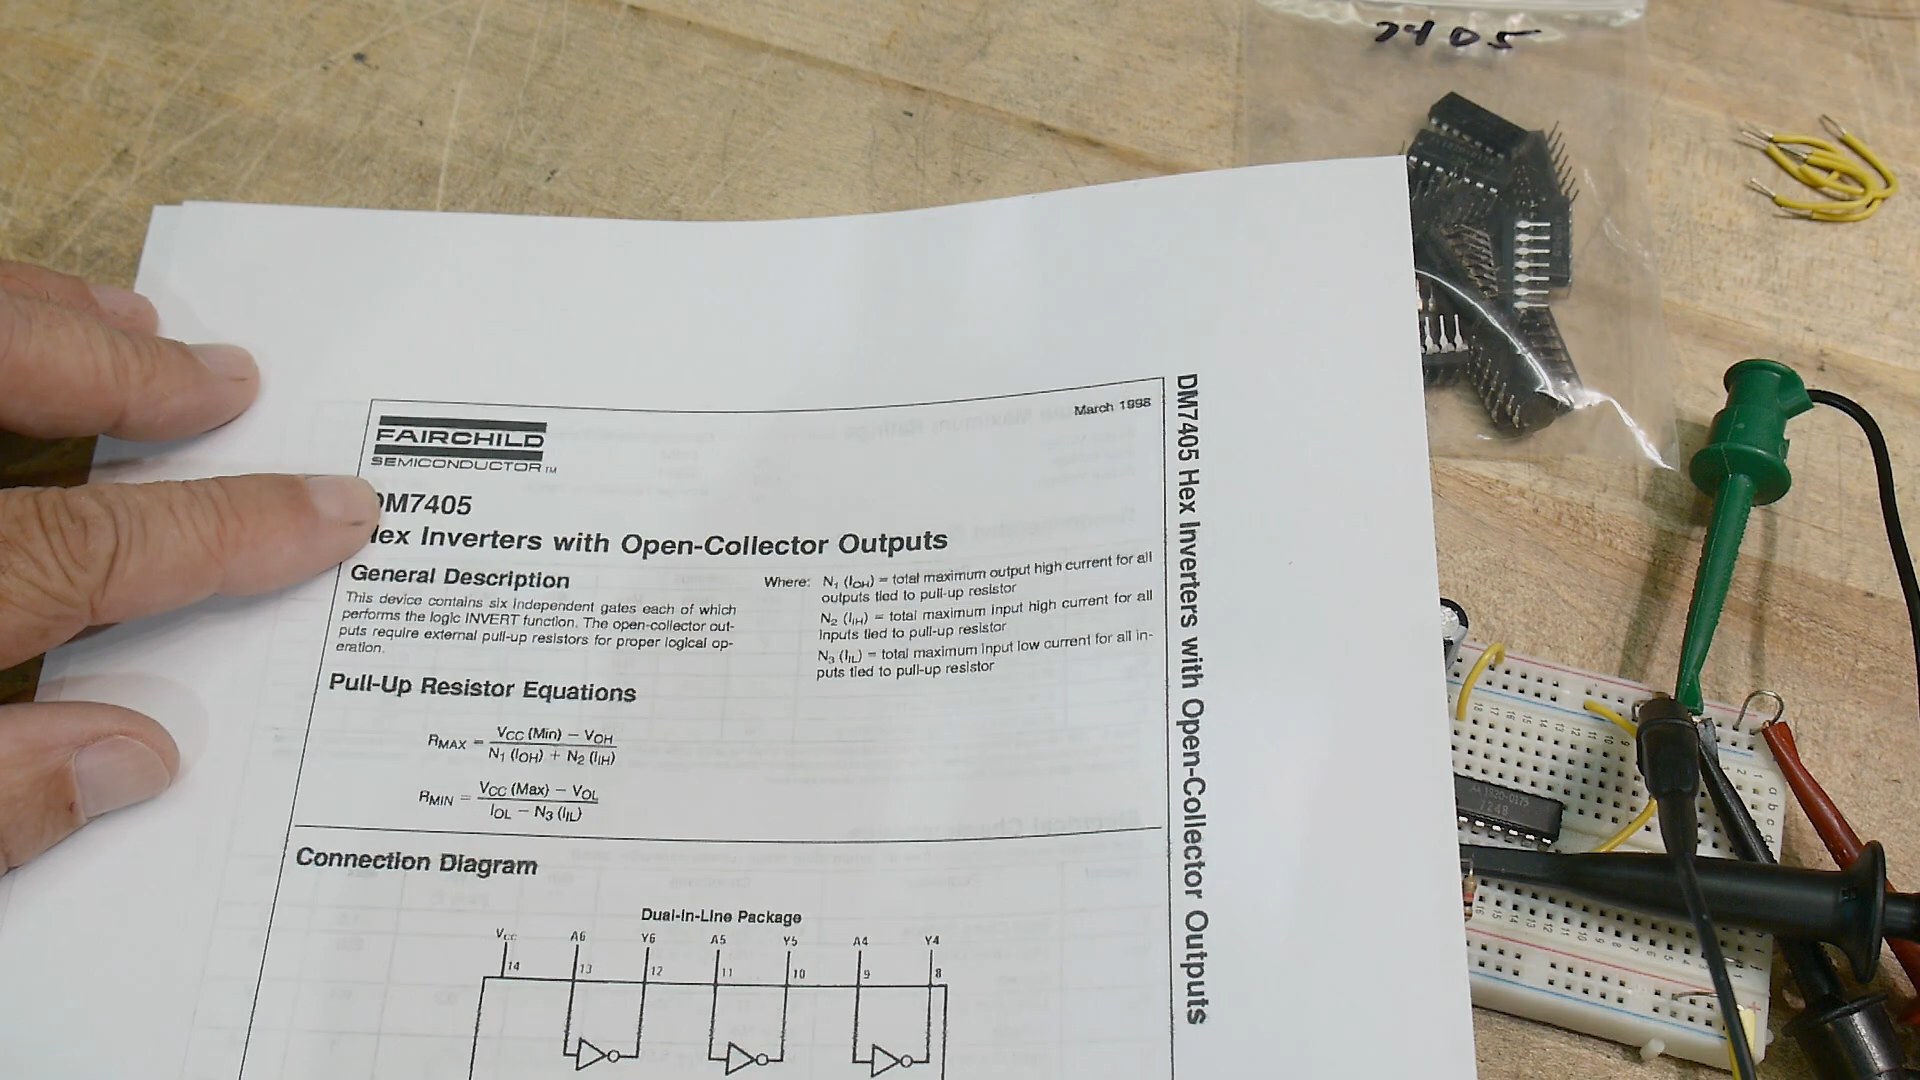 7405
FAIRCHILD
SEMICONDUCTOR™
March 1998
DM7405 Hex Inverters with Open-Collector Outputs
M7405
ex Inverters with Open-Collector Outputs
General Description
This device contains six independent gates each of which
performs the logic INVERT function. The open-collector out-
puts require external pull-up resistors for proper logical op-
eration.
Where: N₁ (IOH) = total maximum output high current for all
outputs tied to pull-up resistor
N₂ (IIH) = total maximum input high current for all
inputs tied to pull-up resistor
N₃ (IIL) = total maximum input low current for all in-
puts tied to pull-up resistor
Pull-Up Resistor Equations
RMAX = VCC (Min) − VOH
N₁ (IOH) + N₂ (IIH)
RMIN = VCC (Max) − VOL
IOL − N₃ (IIL)
Connection Diagram
Dual-In-Line Package
VCC A6 Y6 A5 Y5 A4 Y4
14 13 12 11 10 9 8
1920-0175
7248